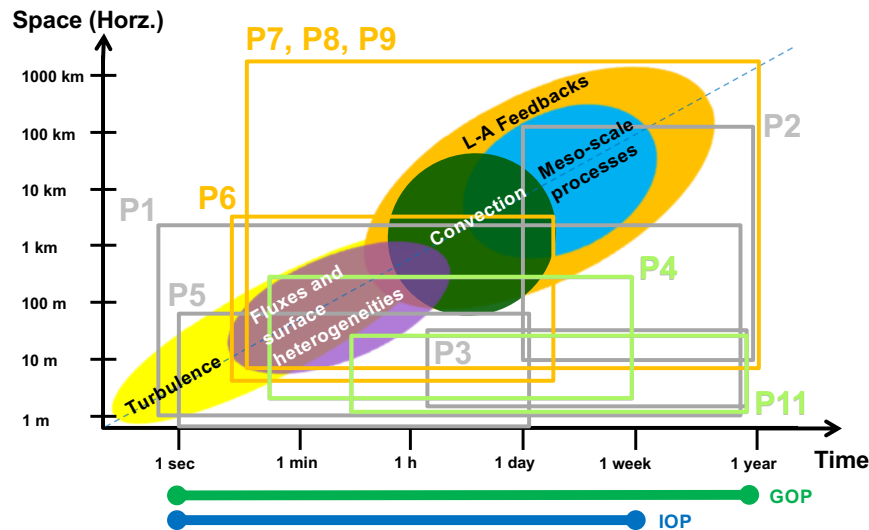 Space (Horz.)
P7, P8, P9
1000 km
L-A Feedbacks
100 km
P2
Meso-scale
processes
10 km
P1
P6
Convection
1 km
P4
Fluxes and
surface
heterogeneities
P5
100 m
P3
10 m
Turbulence
P11
1 m
1 sec
1 min
1 h
1 day
1 week
1 year
Time
GOP
IOP